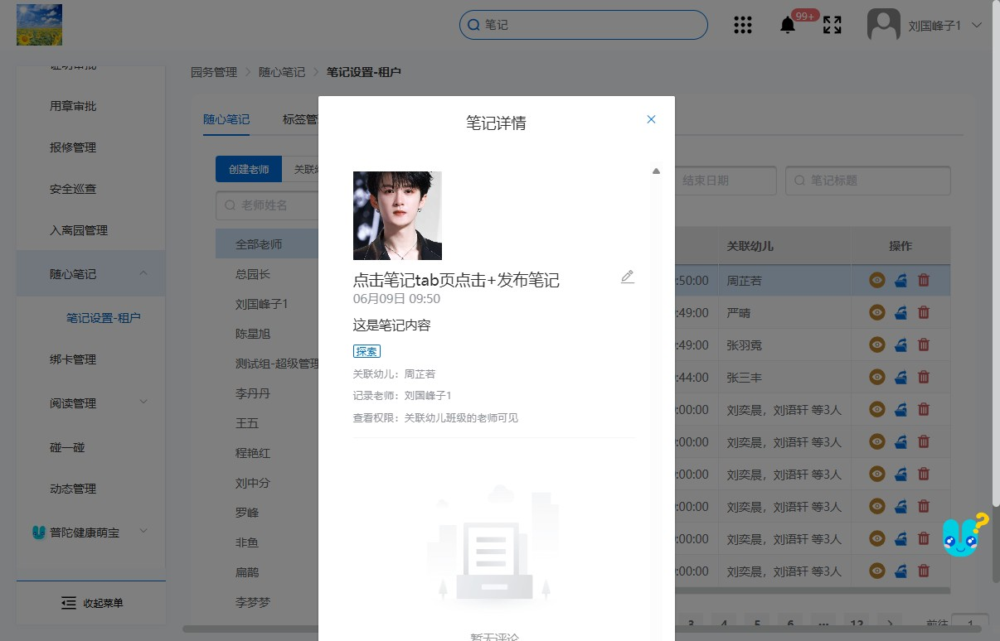 笔记
99+
刘国峰子1
园务管理 > 随心笔记 > 笔记设置-租户
用章审批
报修管理
安全巡查
入离园管理
随心笔记
笔记设置-租户
绑卡管理
阅读管理
碰一碰
动态管理
普陀健康萌宝
收起菜单
随心笔记
标签管
创建老师
关联幼
老师姓名
结束日期
笔记标题
全部老师
总园长
刘国峰子1
陈星旭
测试组-超级管理
李丹丹
王五
程艳红
刘中分
罗峰
非鱼
扁鹊
李梦梦
笔记详情
点击笔记tab页点击+发布笔记
06月09日 09:50
这是笔记内容
探索
关联幼儿：周芷若
记录老师：刘国峰子1
查看权限：关联幼儿班级的老师可见
暂无评论
关联幼儿 操作
:50:00 周芷若
:49:00 严晴
:49:00 张羽霓
:44:00 张三丰
:00:00 刘奕晨，刘语轩 等3人
:00:00 刘奕晨，刘语轩 等3人
:00:00 刘奕晨，刘语轩 等3人
:00:00 刘奕晨，刘语轩 等3人
:00:00 刘奕晨，刘语轩 等3人
:00:00 刘奕晨，刘语轩 等3人
3 4 5 6 ... 12 > 前往 1